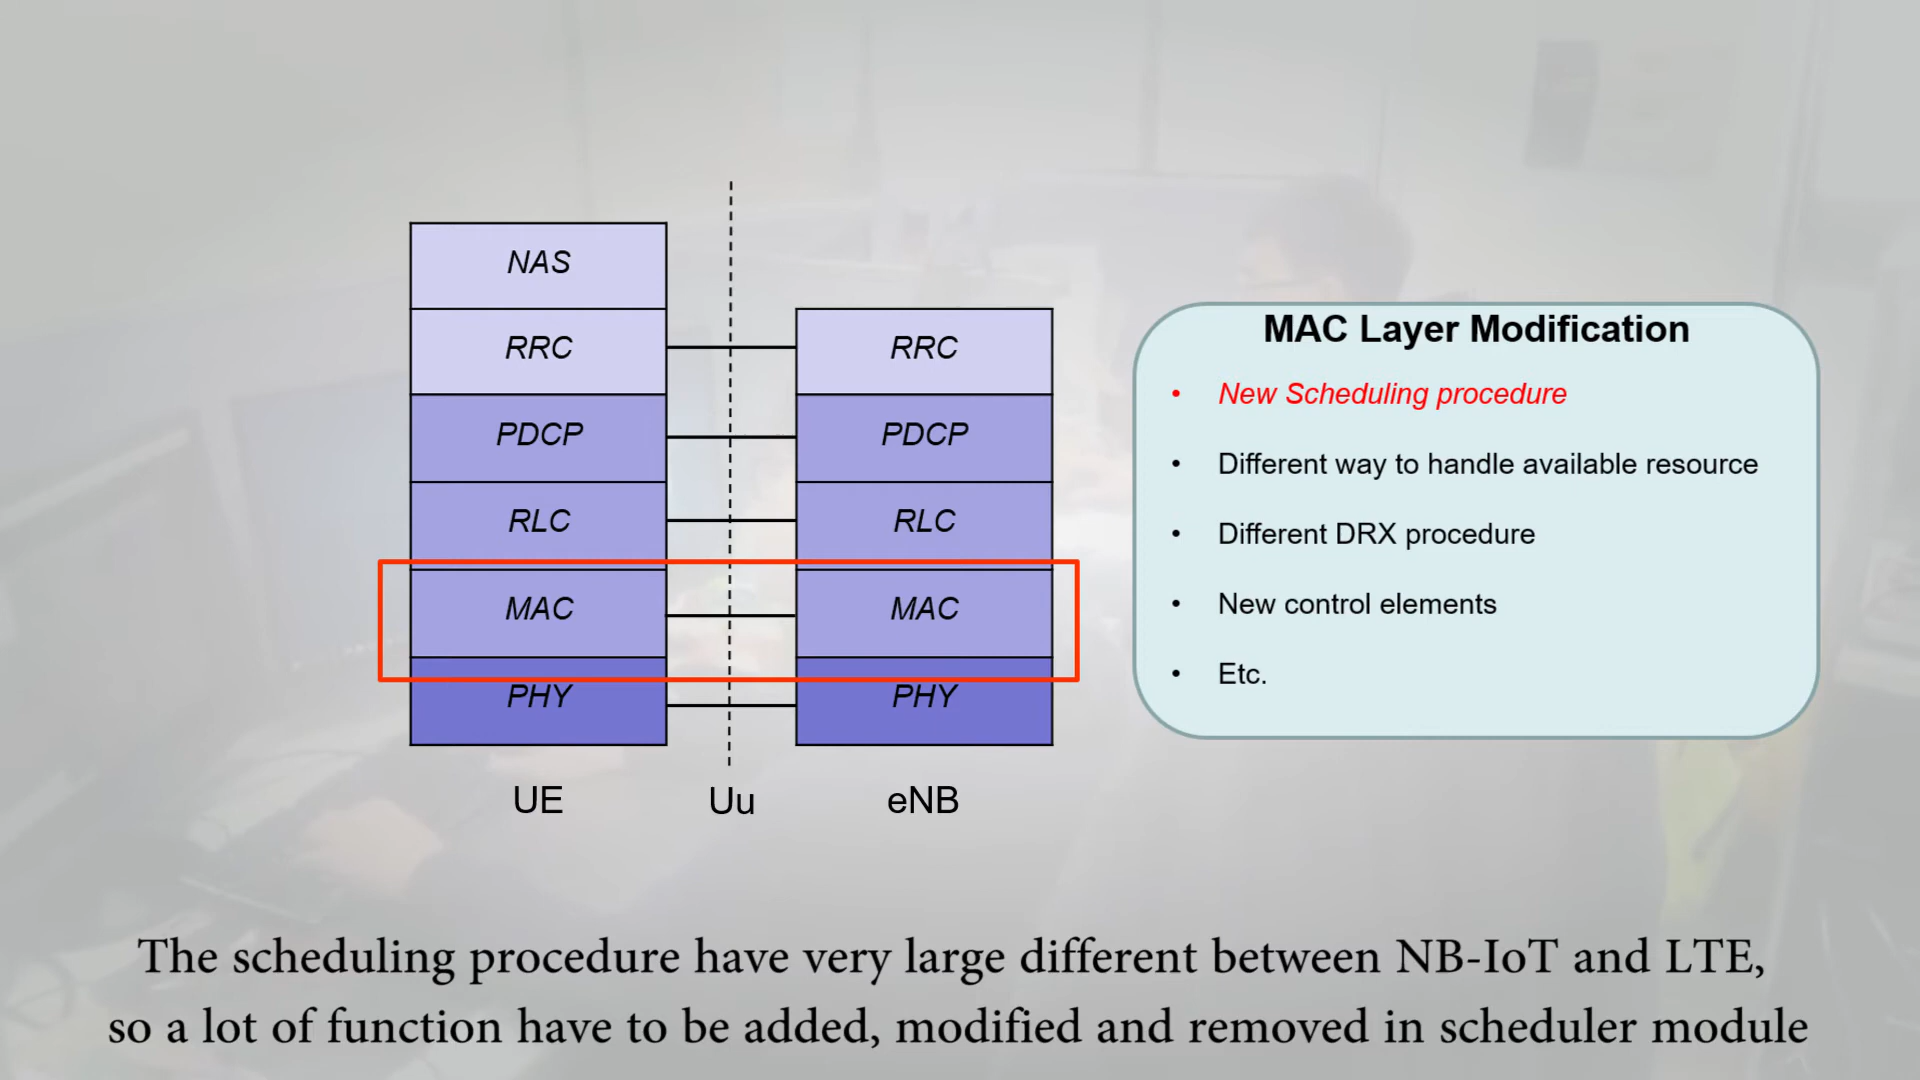 NAS
RRC
PDCP
RLC
MAC
PHY
UE
Uu
RRC
PDCP
RLC
MAC
PHY
eNB
MAC Layer Modification
• New Scheduling procedure
• Different way to handle available resource
• Different DRX procedure
• New control elements
• Etc.
The scheduling procedure have very large different between NB-IoT and LTE,
so a lot of function have to be added, modified and removed in scheduler module